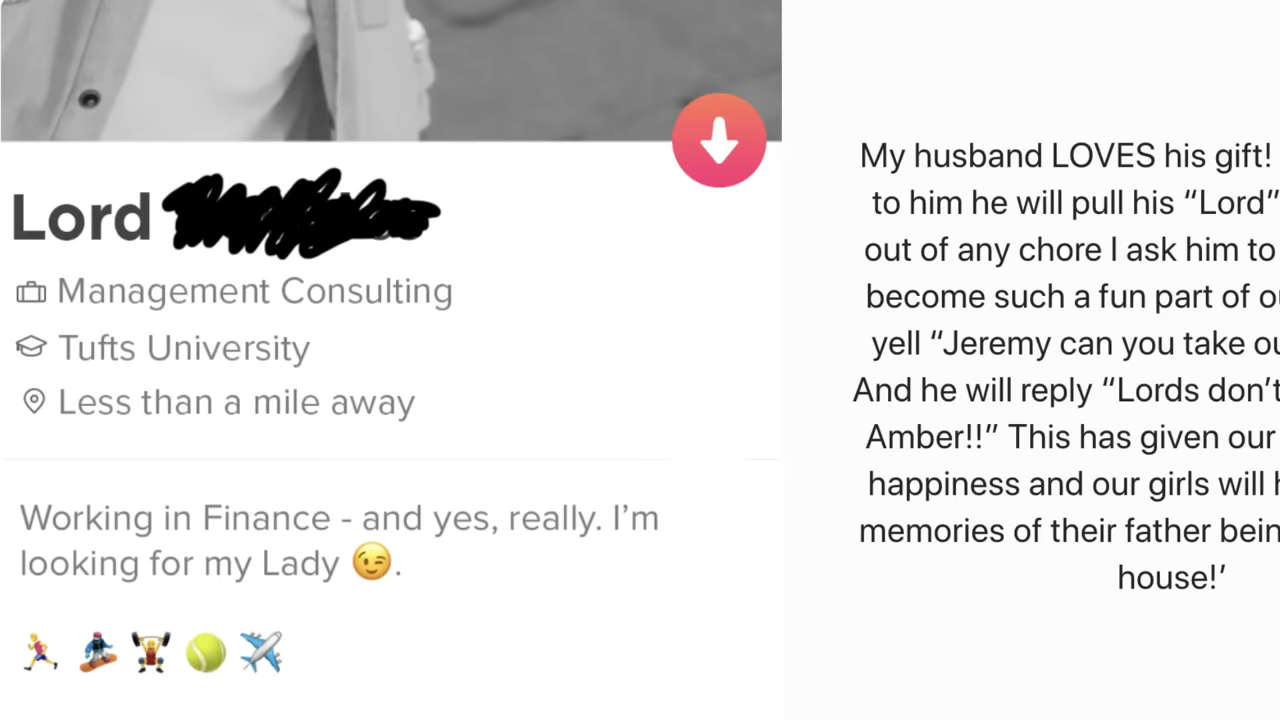 Lord
Management Consulting
Tufts University
Less than a mile away
Working in Finance - and yes, really. I’m
looking for my Lady 😉.
My husband LOVES his gift!
to him he will pull his “Lord”
out of any chore I ask him to
become such a fun part of
yell “Jeremy can you take
And he will reply “Lords don’t
Amber!!” This has given our
happiness and our girls will
memories of their father
house!’